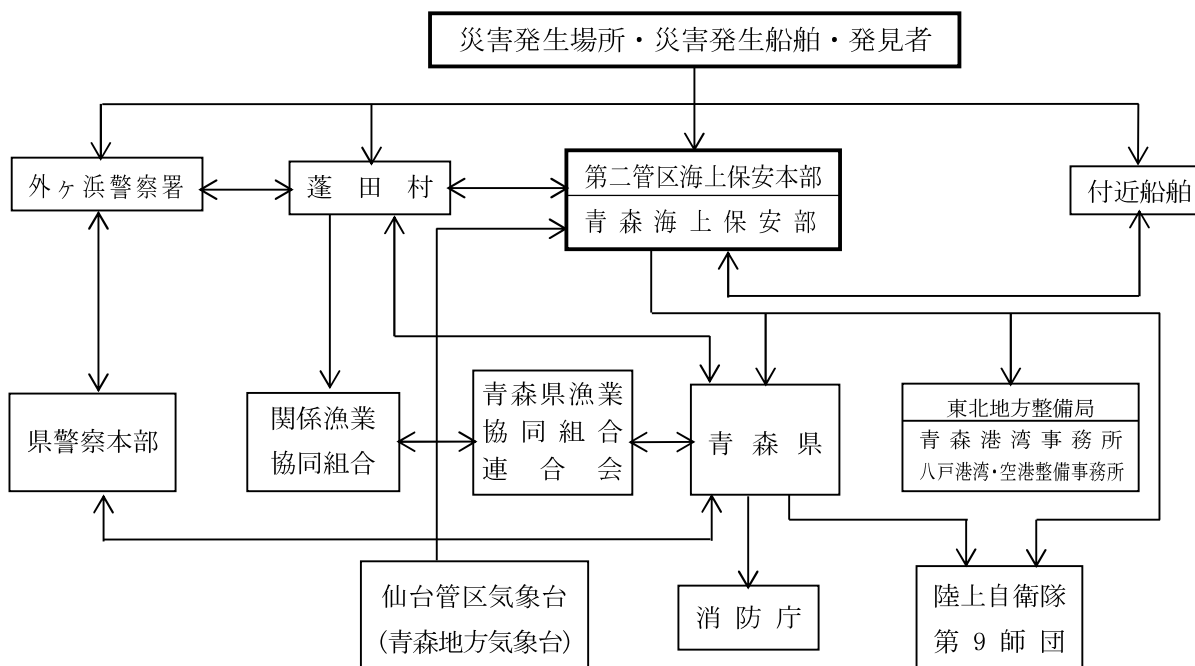 災害発生場所・災害発生船舶・発見者
外ヶ浜警察署
蓬田村
第二管区海上保安本部
青森海上保安部
付近船舶
県警察本部
関係漁業
協同組合
青森県漁業
協同組合
連合会
青森県
東北地方整備局
青森港湾事務所
八戸港湾・空港整備事務所
仙台管区気象台
(青森地方気象台)
消防庁
陸上自衛隊
第9師団